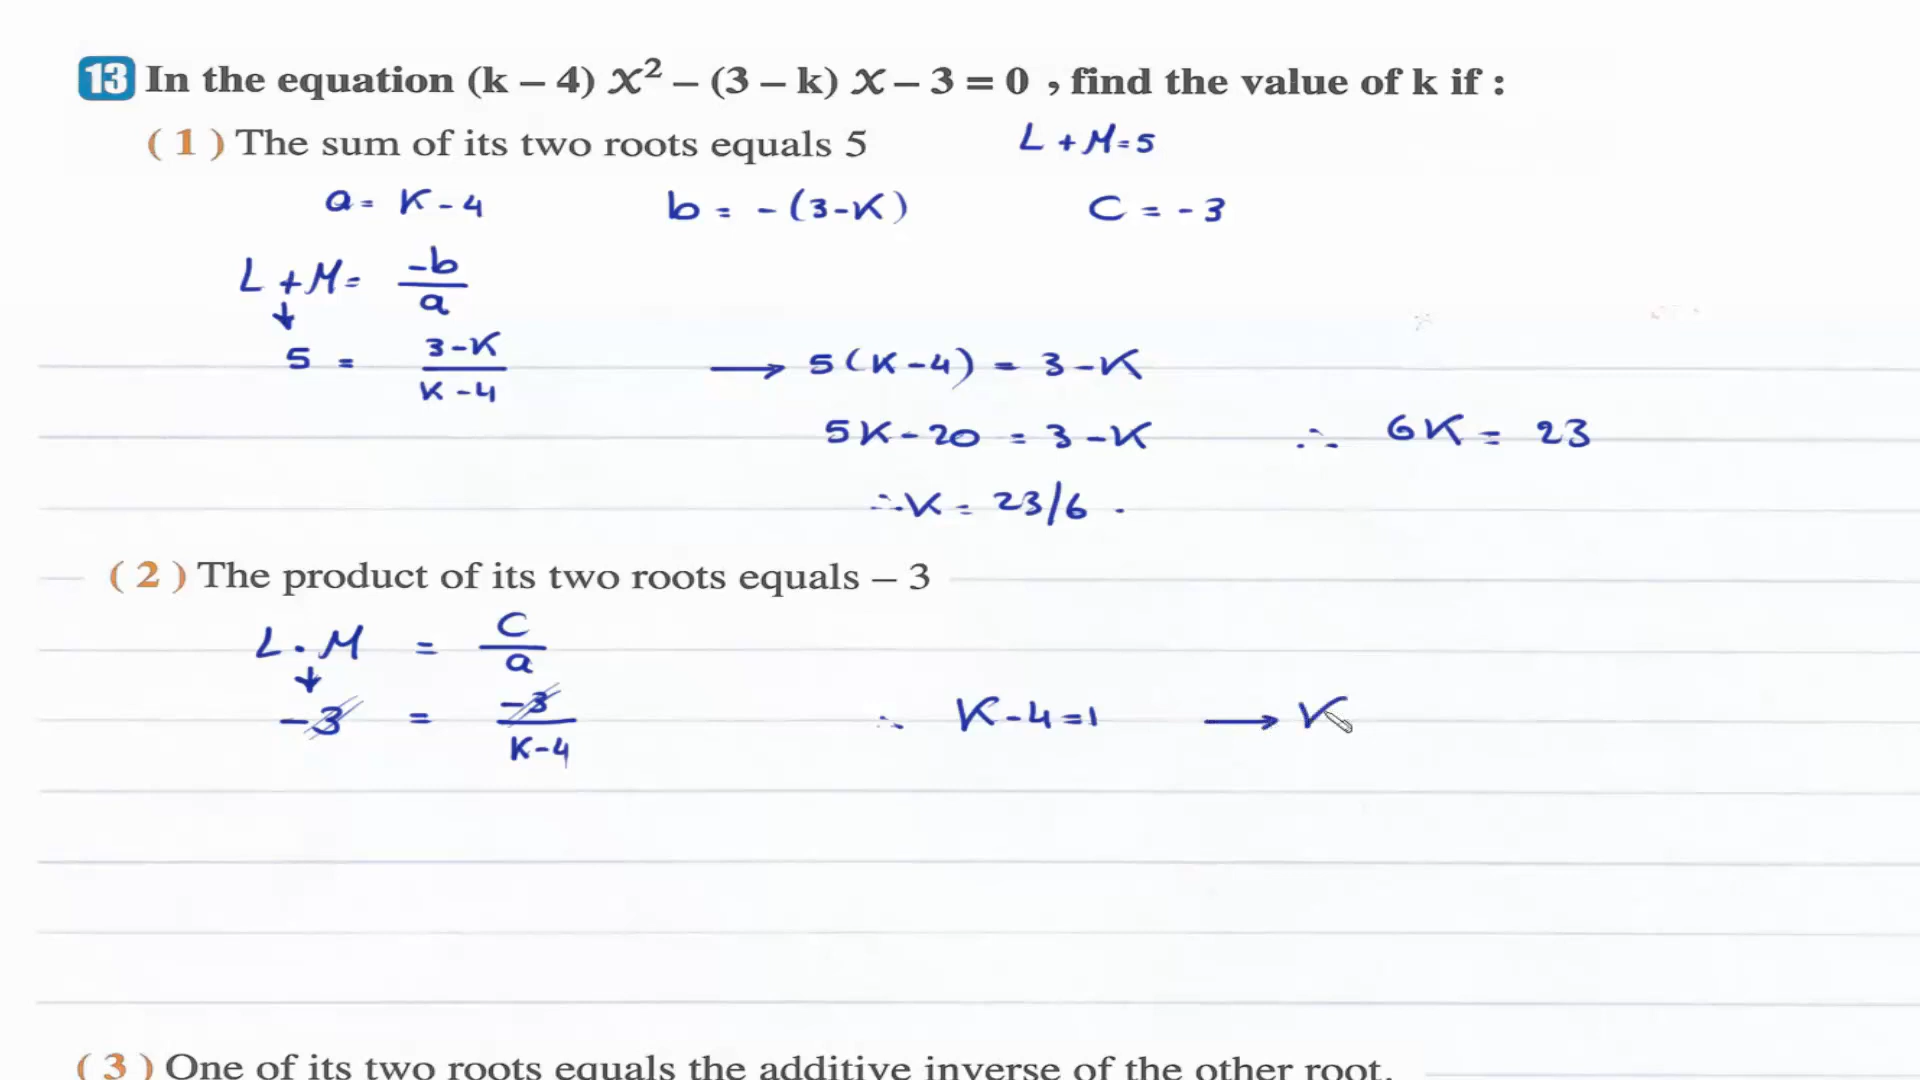 13 In the equation (k – 4) x² – (3 – k) x – 3 = 0 , find the value of k if :
( 1 ) The sum of its two roots equals 5 L + M = 5
a = K - 4 b = - (3 - K) C = - 3
L + M = -b/a
5 = 3-K/K-4 → 5 (K - 4) = 3 - K
5K - 20 = 3 - K ∴ 6K = 23
∴ K = 23/6 .
( 2 ) The product of its two roots equals – 3
L . M = C/a
-3 = -3/K-4 ∴ K - 4 = 1 → K
( 3 ) One of its two roots equals the additive inverse of the other root.